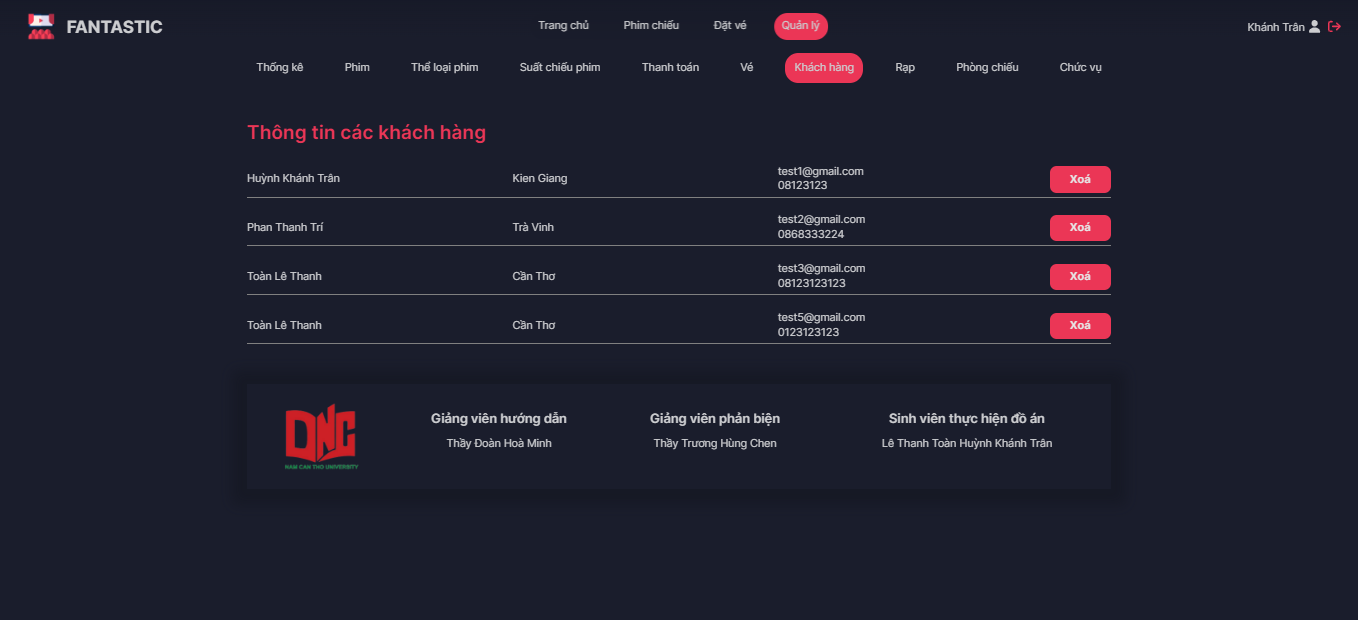 FANTASTIC
Trang chủ Phim chiếu Đặt vé Quản lý
Khánh Trân
Thống kê Phim Thể loại phim Suất chiếu phim Thanh toán Vé Khách hàng Rạp Phòng chiếu Chức vụ
Thông tin các khách hàng
Huỳnh Khánh Trân Kien Giang test1@gmail.com Xoá
08123123
Phan Thanh Trí Trà Vinh test2@gmail.com Xoá
0868333224
Toàn Lê Thanh Cần Thơ test3@gmail.com Xoá
08123123123
Toàn Lê Thanh Cần Thơ test5@gmail.com Xoá
0123123123
DNC
NAM CAN THO UNIVERSITY
Giảng viên hướng dẫn
Thầy Đoàn Hoà Minh
Giảng viên phản biện
Thầy Trương Hùng Chen
Sinh viên thực hiện đồ án
Lê Thanh Toàn Huỳnh Khánh Trân